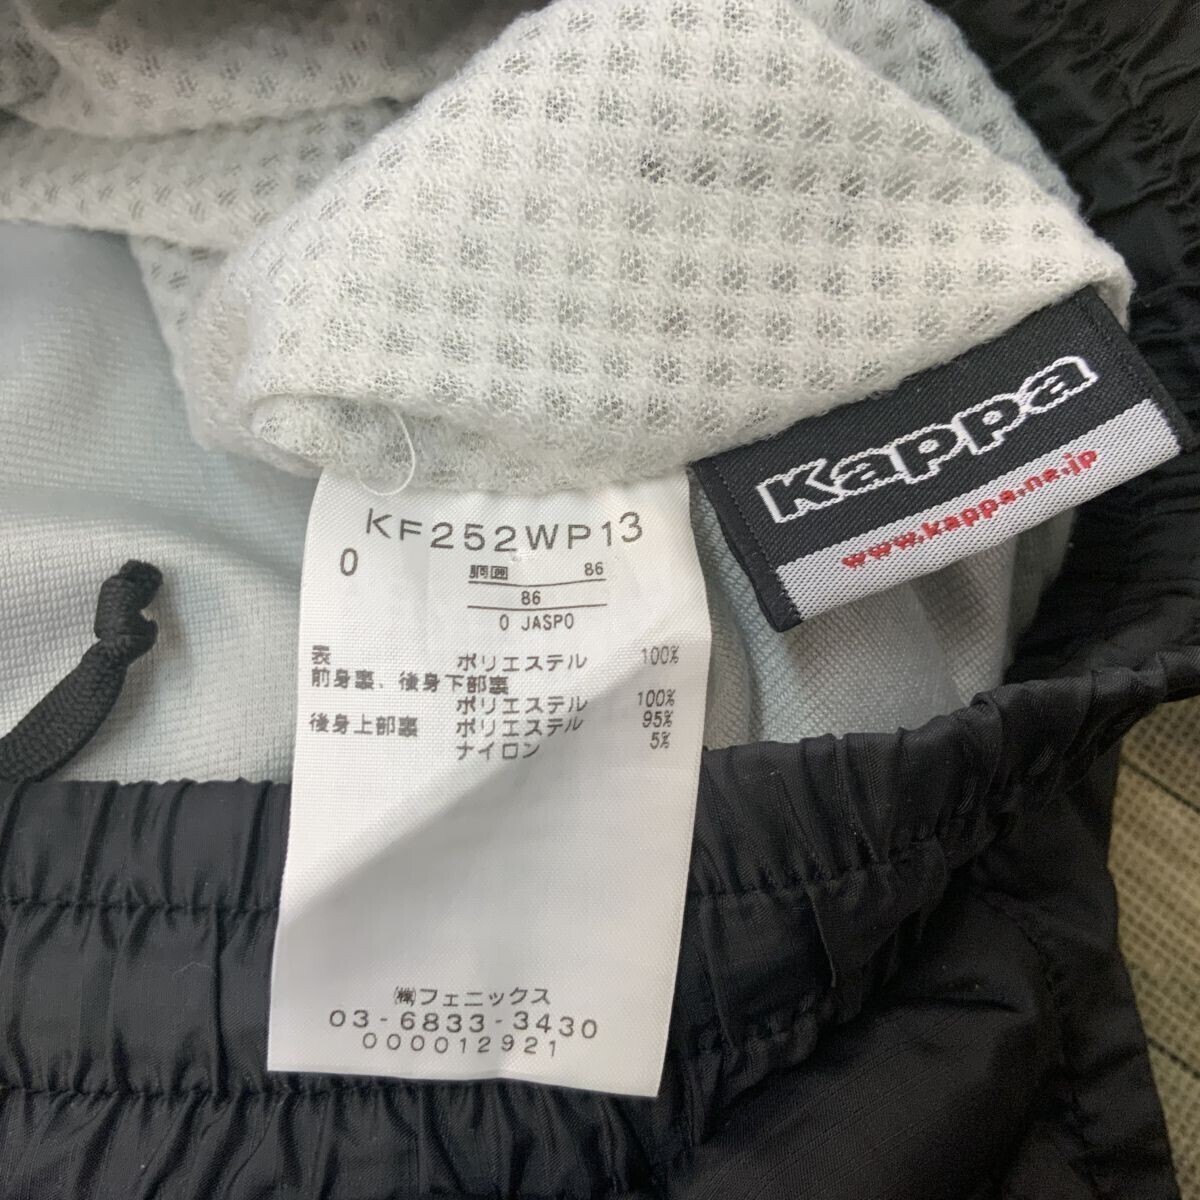 Kappa
www.kappa.ne.jp
KF252WP13
0
胴囲 86
86
0 JASPO
表 ポリエステル 100%
前身裏、後身下部裏
ポリエステル 100%
後身上部裏 ポリエステル 95%
ナイロン 5%
㈱フェニックス
03-6833-3430
000012921